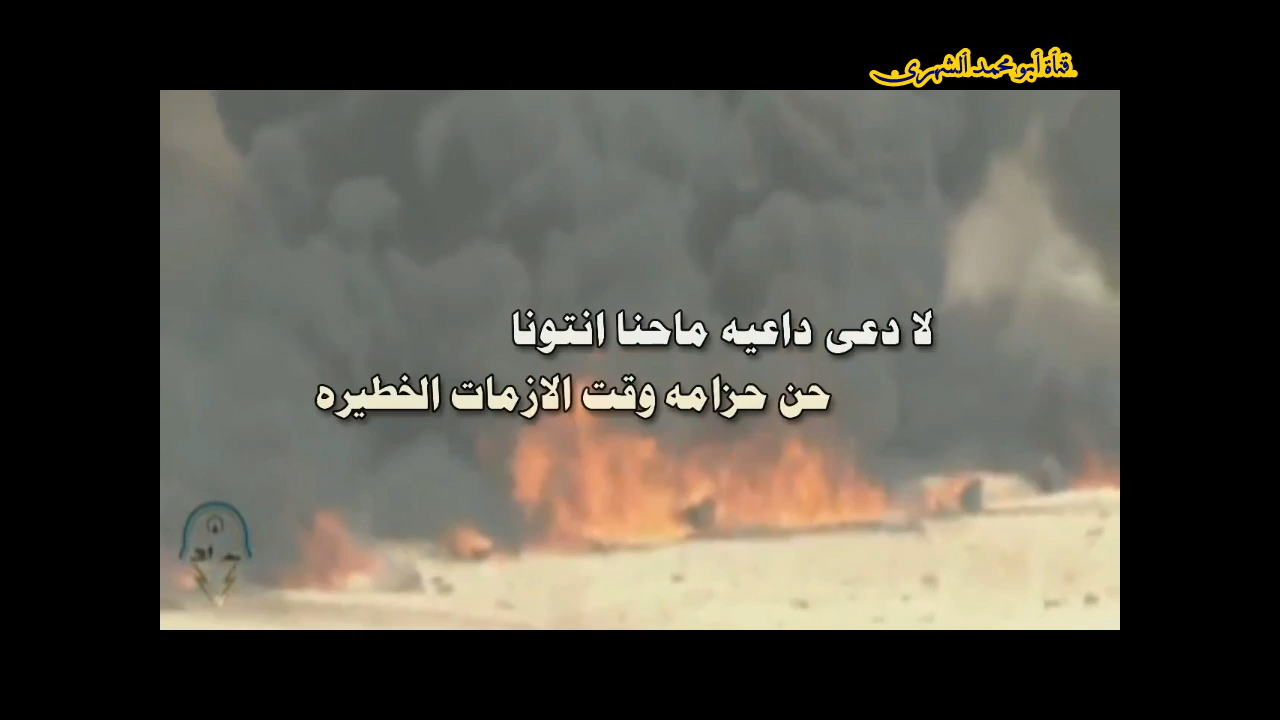 قناة أبو محمد الشهري
لا دعى داعيه ماحنا انتونا
حن حزامه وقت الازمات الخطيره